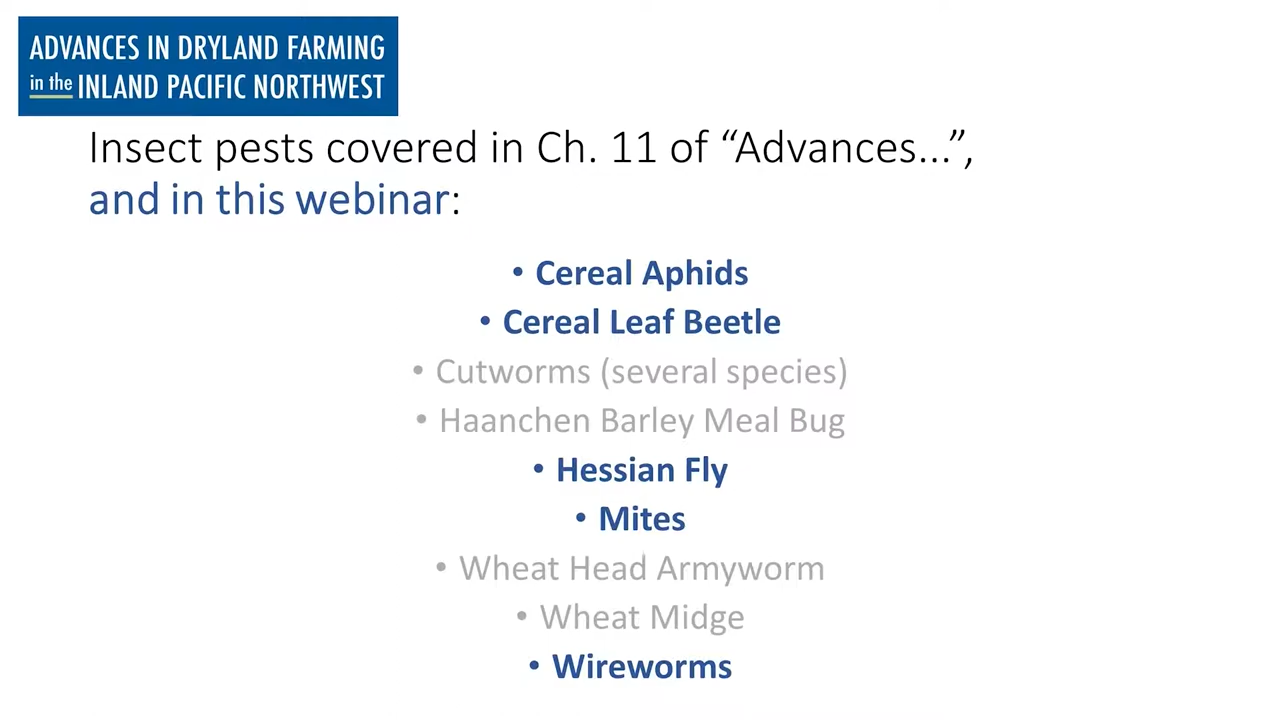 ADVANCES IN DRYLAND FARMING
in the INLAND PACIFIC NORTHWEST
Insect pests covered in Ch. 11 of “Advances...”,
and in this webinar:
• Cereal Aphids
• Cereal Leaf Beetle
• Cutworms (several species)
• Haanchen Barley Meal Bug
• Hessian Fly
• Mites
• Wheat Head Armyworm
• Wheat Midge
• Wireworms